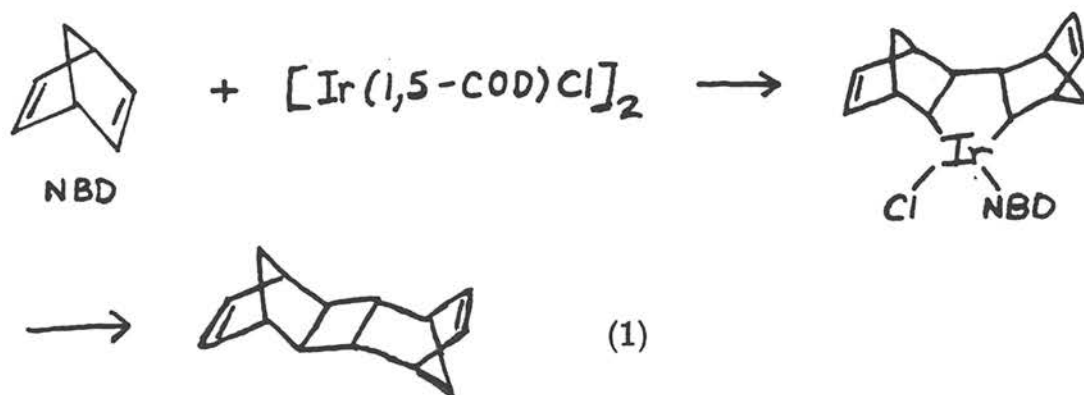 + [Ir(1,5-COD)Cl]₂
NBD
Ir
Cl NBD
(1)